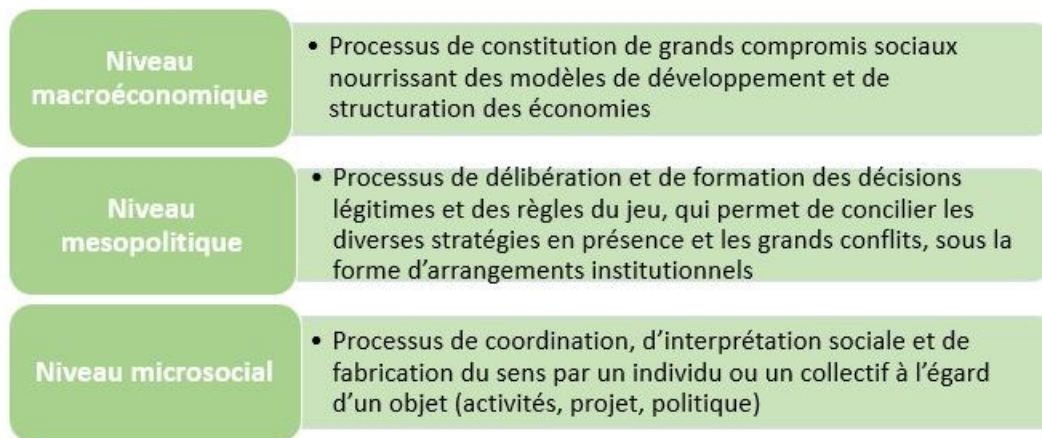 Niveau
macroéconomique
• Processus de constitution de grands compromis sociaux
nourrissant des modèles de développement et de
structuration des économies
Niveau
mesopolitique
• Processus de délibération et de formation des décisions
légitimes et des règles du jeu, qui permet de concilier les
diverses stratégies en présence et les grands conflits, sous la
forme d’arrangements institutionnels
Niveau microsocial
• Processus de coordination, d’interprétation sociale et de
fabrication du sens par un individu ou un collectif à l’égard
d’un objet (activités, projet, politique)